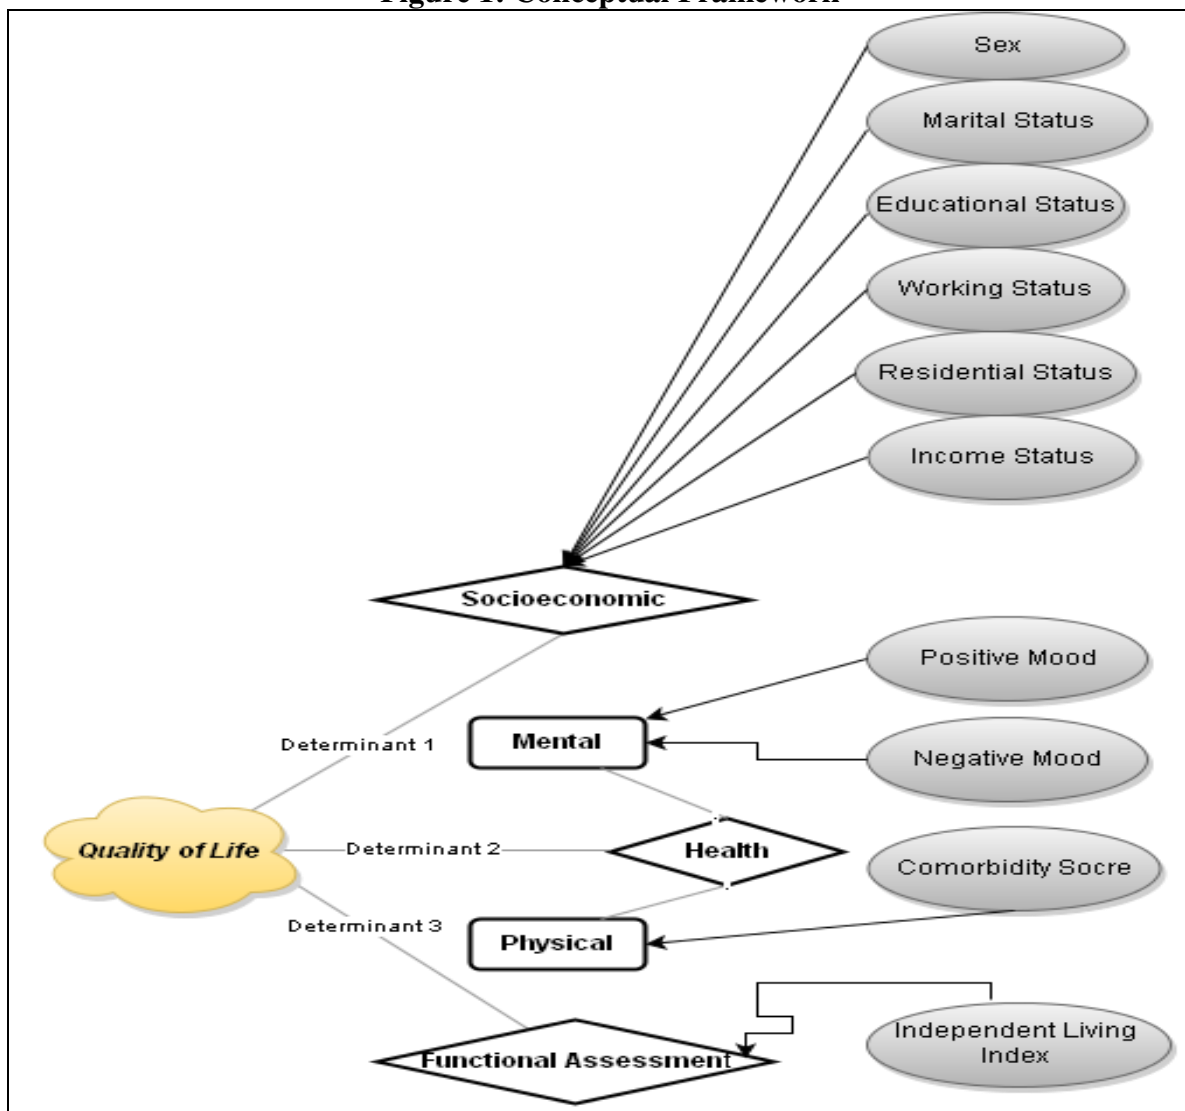 Figure 1: Conceptual Framework
Sex
Marital Status
Educational Status
Working Status
Residential Status
Income Status
Socioeconomic
Positive Mood
Mental
Determinant 1
Negative Mood
Quality of Life
Determinant 2
Health
Comorbidity Socre
Determinant 3
Physical
Independent Living
Index
Functional Assessment